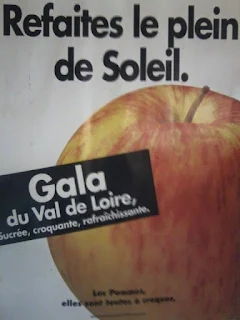 Refaites le plein
de Soleil.
Gala
du Val de Loire,
Sucrée, croquante, rafraîchissante.
Les Pommes,
elles sont toutes à croquer.